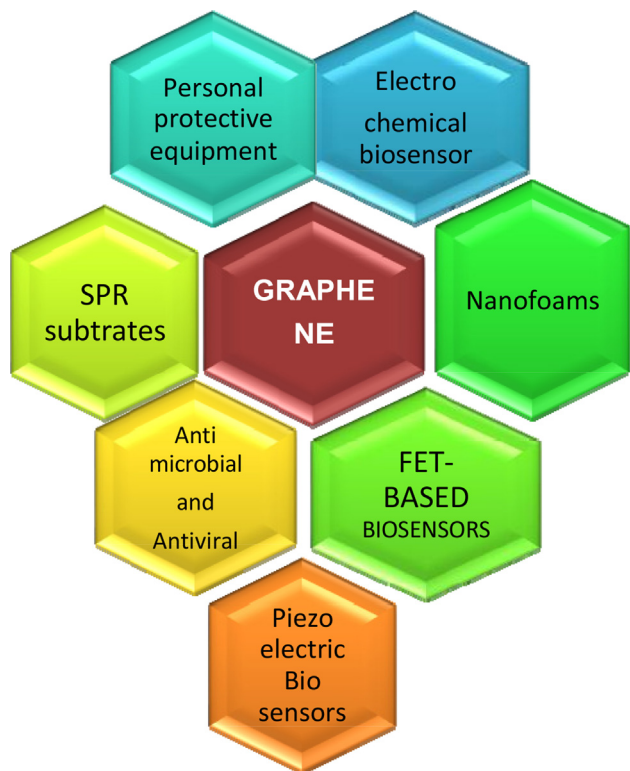 Personal
protective
equipment
Electro
chemical
biosensor
SPR
subtrates
GRAPHE
NE
Nanofoams
Anti
microbial
and
Antiviral
FET-
BASED
BIOSENSORS
Piezo
electric
Bio
sensors